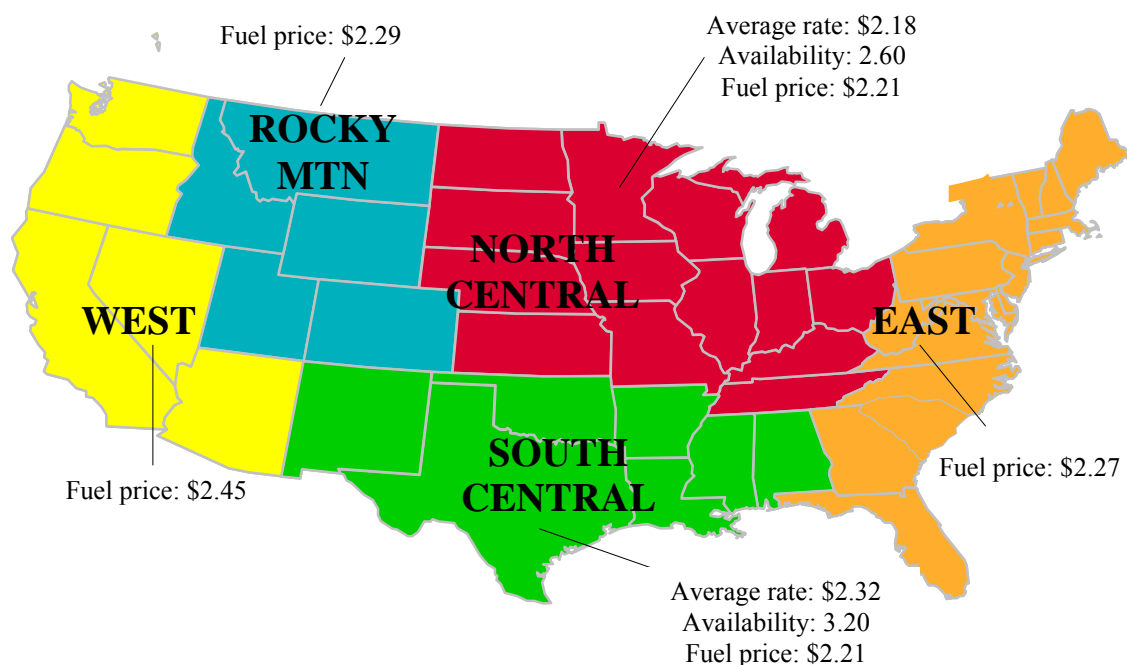 Fuel price: $2.29
Average rate: $2.18
Availability: 2.60
Fuel price: $2.21
ROCKY
MTN
NORTH
CENTRAL
WEST
EAST
SOUTH
CENTRAL
Fuel price: $2.27
Fuel price: $2.45
Average rate: $2.32
Availability: 3.20
Fuel price: $2.21